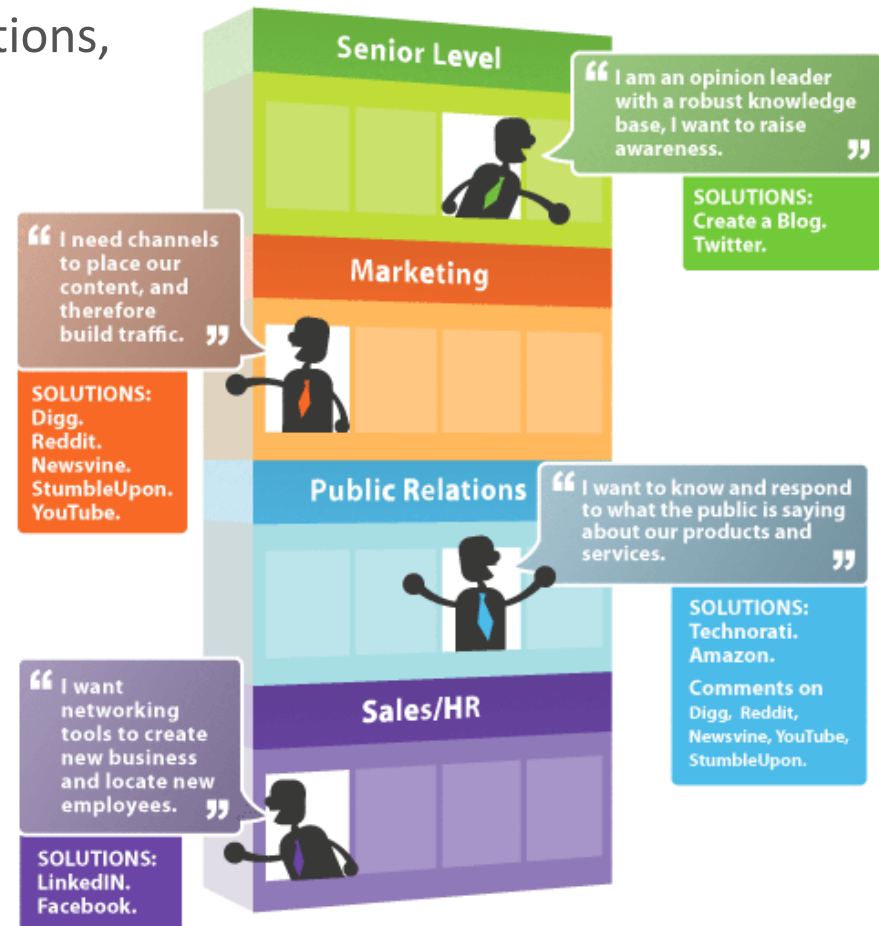 tions,
Senior Level
“ I am an opinion leader
with a robust knowledge
base, I want to raise
awareness. ”
SOLUTIONS:
Create a Blog.
Twitter.
Marketing
“ I need channels
to place our
content, and
therefore
build traffic. ”
SOLUTIONS:
Digg.
Reddit.
Newsvine.
StumbleUpon.
YouTube.
Public Relations
“ I want to know and respond
to what the public is saying
about our products and
services. ”
SOLUTIONS:
Technorati.
Amazon.
Comments on
Digg, Reddit,
Newsvine, YouTube,
StumbleUpon.
Sales/HR
“ I want
networking
tools to create
new business
and locate new
employees. ”
SOLUTIONS:
LinkedIN.
Facebook.